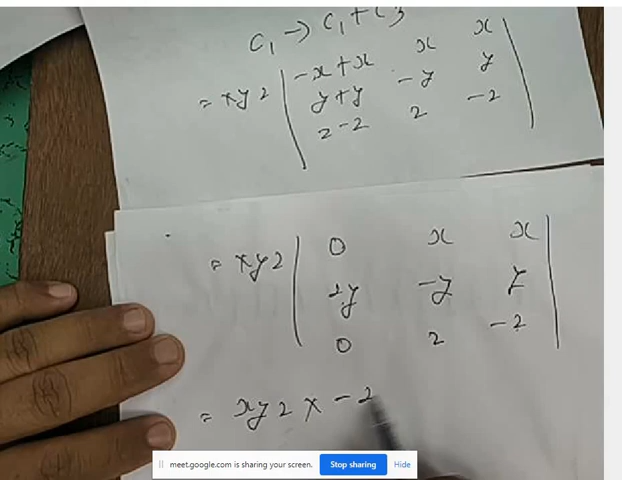 C₁ → C₁ + C₃
-x+x x x
= xyz | y+y -y y |
z-z z -z
0 x x
= xyz | 2y -y y |
0 z -z
= xyz x -2
meet.google.com is sharing your screen. Stop sharing Hide